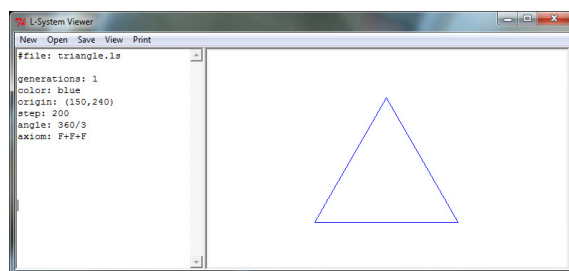 L-System Viewer
New Open Save View Print
#file: triangle.ls
generations: 1
color: blue
origin: (150,240)
step: 200
angle: 360/3
axiom: F+F+F